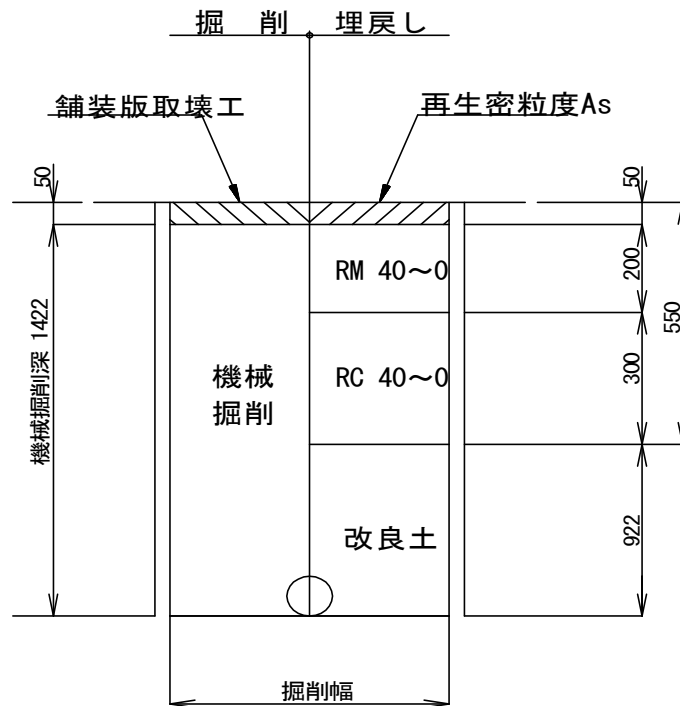 掘 削 埋戻し
舗装版取壊工
再生密粒度As
50
50
RM 40～0
200
550
機械掘削深 1422
機械
掘削
RC 40～0
300
改良土
922
掘削幅